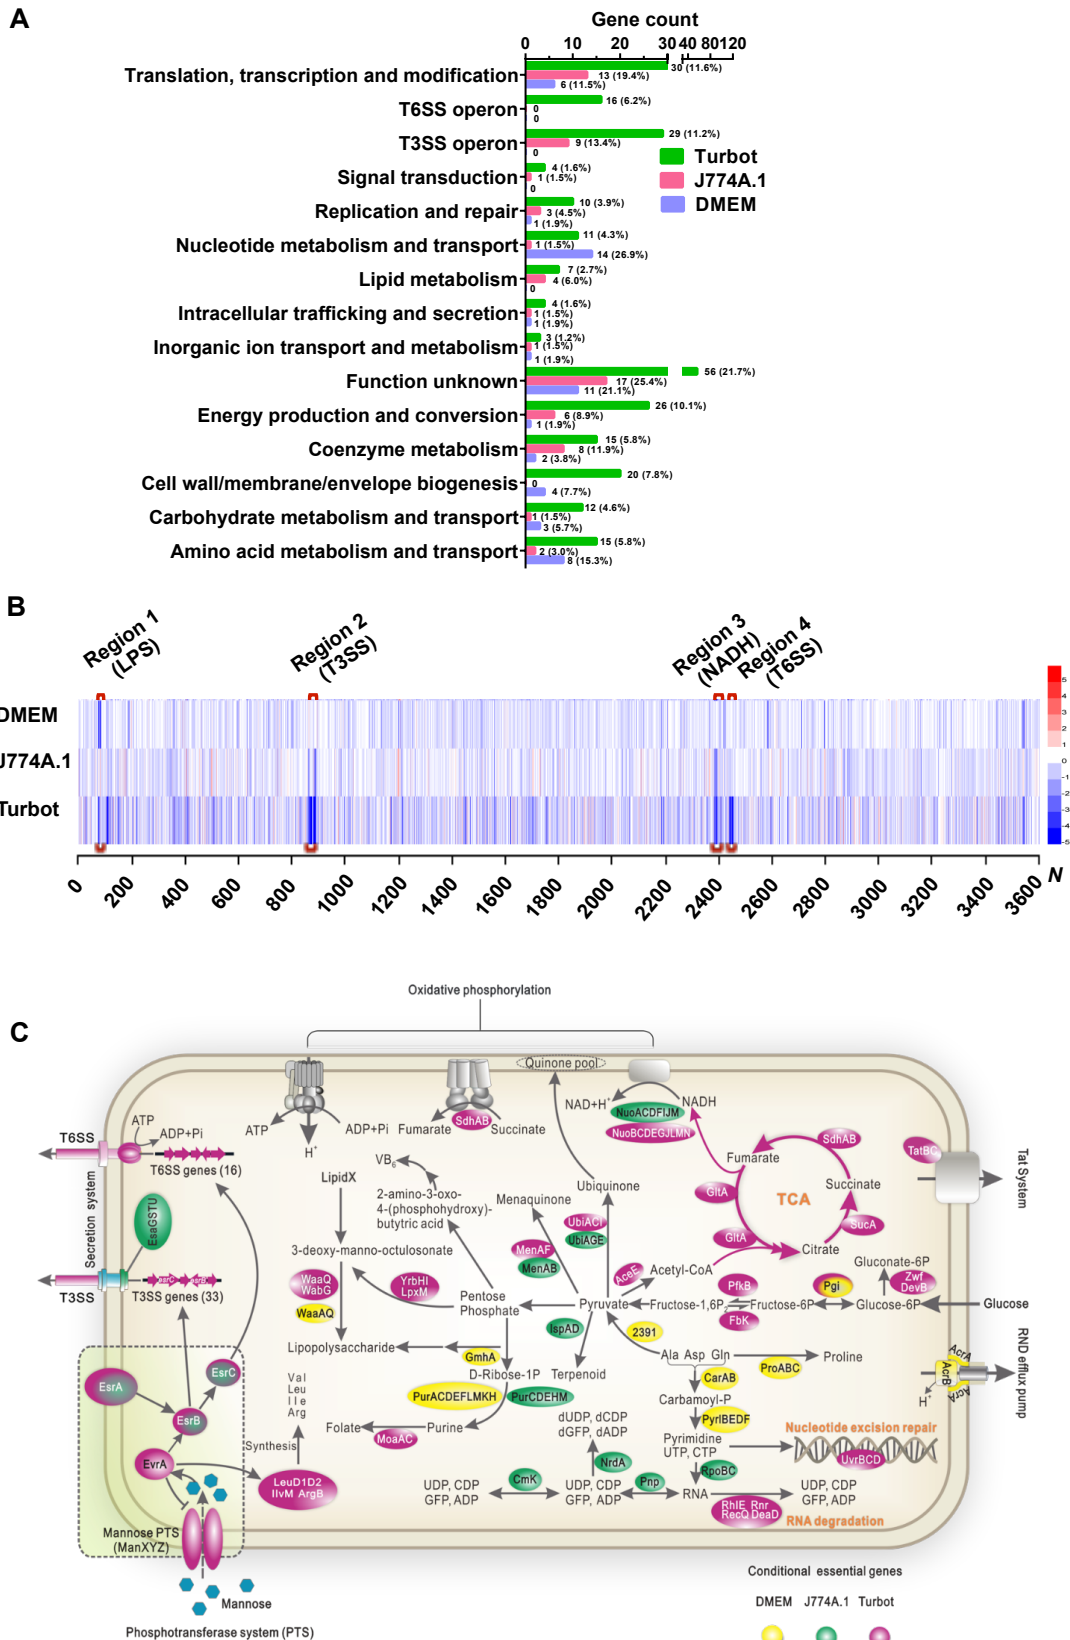 A
Gene count
0 10 20 30 40 80 120
Translation, transcription and modification
30 (11.6%)
13 (19.4%)
6 (11.5%)
T6SS operon
16 (6.2%)
0
0
T3SS operon
29 (11.2%)
9 (13.4%)
0
Turbot
J774A.1
DMEM
Signal transduction
4 (1.6%)
1 (1.5%)
0
Replication and repair
10 (3.9%)
3 (4.5%)
1 (1.9%)
Nucleotide metabolism and transport
11 (4.3%)
1 (1.5%)
14 (26.9%)
Lipid metabolism
7 (2.7%)
4 (6.0%)
0
Intracellular trafficking and secretion
4 (1.6%)
1 (1.5%)
1 (1.9%)
Inorganic ion transport and metabolism
3 (1.2%)
1 (1.5%)
1 (1.9%)
Function unknown
56 (21.7%)
17 (25.4%)
11 (21.1%)
Energy production and conversion
26 (10.1%)
6 (8.9%)
1 (1.9%)
Coenzyme metabolism
15 (5.8%)
8 (11.9%)
2 (3.8%)
Cell wall/membrane/envelope biogenesis
20 (7.8%)
0
4 (7.7%)
Carbohydrate metabolism and transport
12 (4.6%)
1 (1.5%)
3 (5.7%)
Amino acid metabolism and transport
15 (5.8%)
2 (3.0%)
8 (15.3%)
B
Region 1
(LPS)
Region 2
(T3SS)
Region 3
(NADH)
Region 4
(T6SS)
DMEM
J774A.1
Turbot
5
4
3
2
1
0
-1
-2
-3
-4
-5
0 200 400 600 800 1000 1200 1400 1600 1800 2000 2200 2400 2600 2800 3000 3200 3400 3600 N
C
Oxidative phosphorylation
Quinone pool
ATP
H+
ADP+Pi
Fumarate
SdhAB
Succinate
NAD+H+
NADH
NuoACDFIJM
NuoBCDEGJLMN
T6SS
ATP
ADP+Pi
T6SS genes (16)
Secretion system
EsaGSTU
T3SS
esrC esrB
T3SS genes (33)
VB6
LipidX
2-amino-3-oxo-
4-(phosphohydroxy)-
butyric acid
3-deoxy-manno-octulosonate
WaaQ
WabG
WaaAQ
YrbHI
LpxM
Lipopolysaccharide
Pentose
Phosphate
GmhA
D-Ribose-1P
Terpenoid
PurACDEFLMKH
PurCDEHM
Folate
MoaAC
Purine
Menaquinone
MenAF
MenAB
Ubiquinone
UbiACI
UbiAGE
IspAD
Pyruvate
AceE
Acetyl-CoA
Fumarate
SdhAB
Succinate
GltA
TCA
SucA
GltA
Citrate
TatBC
Tat System
Gluconate-6P
Zwf
DevB
PfkB
Pgi
FbK
Fructose-1,6P2
Fructose-6P
Glucose-6P
Glucose
2391
Ala Asp Gln
ProABC
Proline
CarAB
Carbamoyl-P
PyrIBEDF
Pyrimidine
UTP, CTP
AcrA
AcrB
AcrA
H+
RND efflux pump
Nucleotide excision repair
UvrBCD
RpoBC
RNA
RhlE Rnr
RecQ DeaD
RNA degradation
UDP, CDP
GFP, ADP
Pnp
NrdA
dUDP, dCDP
dGFP, dADP
UDP, CDP
GFP, ADP
CmK
UDP, CDP
GFP, ADP
EsrA
EsrC
EsrB
EvrA
Val
Leu
Ile
Arg
Synthesis
LeuD1D2
IlvM ArgB
Mannose PTS
(ManXYZ)
Mannose
Phosphotransferase system (PTS)
Conditional essential genes
DMEM J774A.1 Turbot